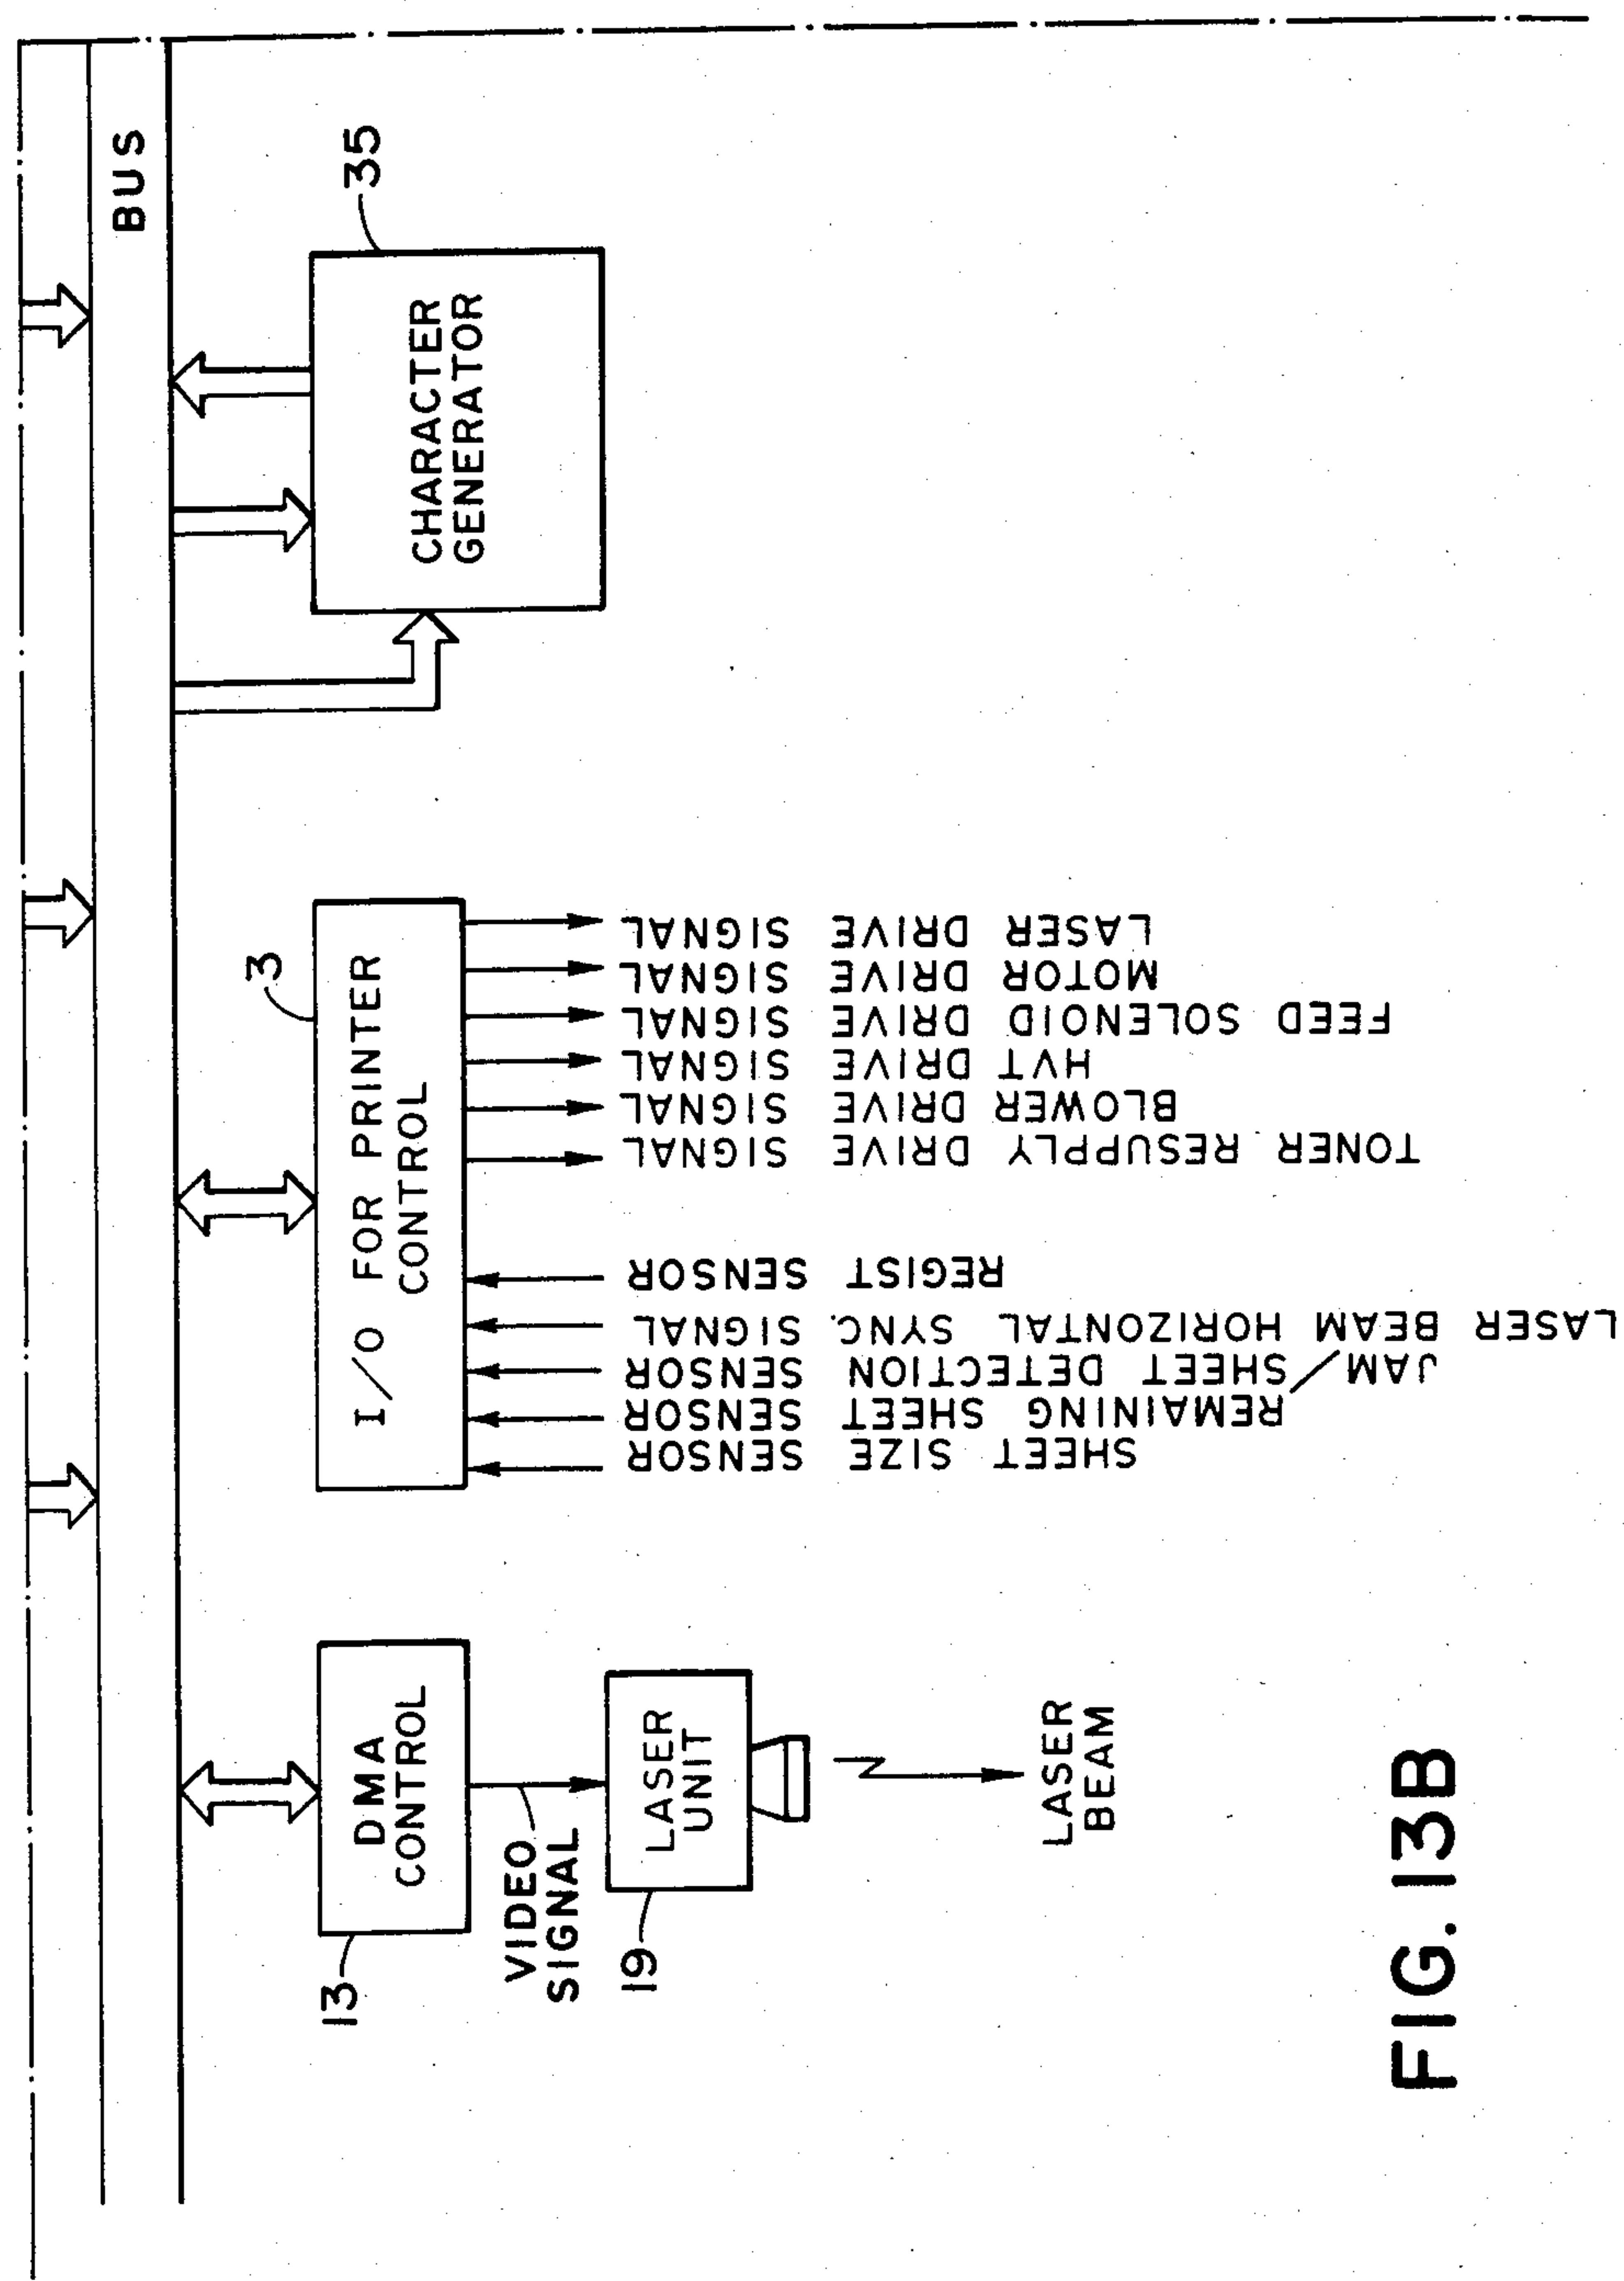 BUS
13
DMA
CONTROL
VIDEO
SIGNAL
19
LASER
UNIT
LASER
BEAM
3
I/O FOR PRINTER
CONTROL
SHEET SIZE SENSOR
REMAINING SHEET SENSOR
JAM/SHEET DETECTION SENSOR
LASER BEAM HORIZONTAL SYNC. SIGNAL
REGIST SENSOR
TONER RESUPPLY DRIVE SIGNAL
BLOWER DRIVE SIGNAL
HVT DRIVE SIGNAL
FEED SOLENOID DRIVE SIGNAL
MOTOR DRIVE SIGNAL
LASER DRIVE SIGNAL
35
CHARACTER
GENERATOR
FIG. 13B